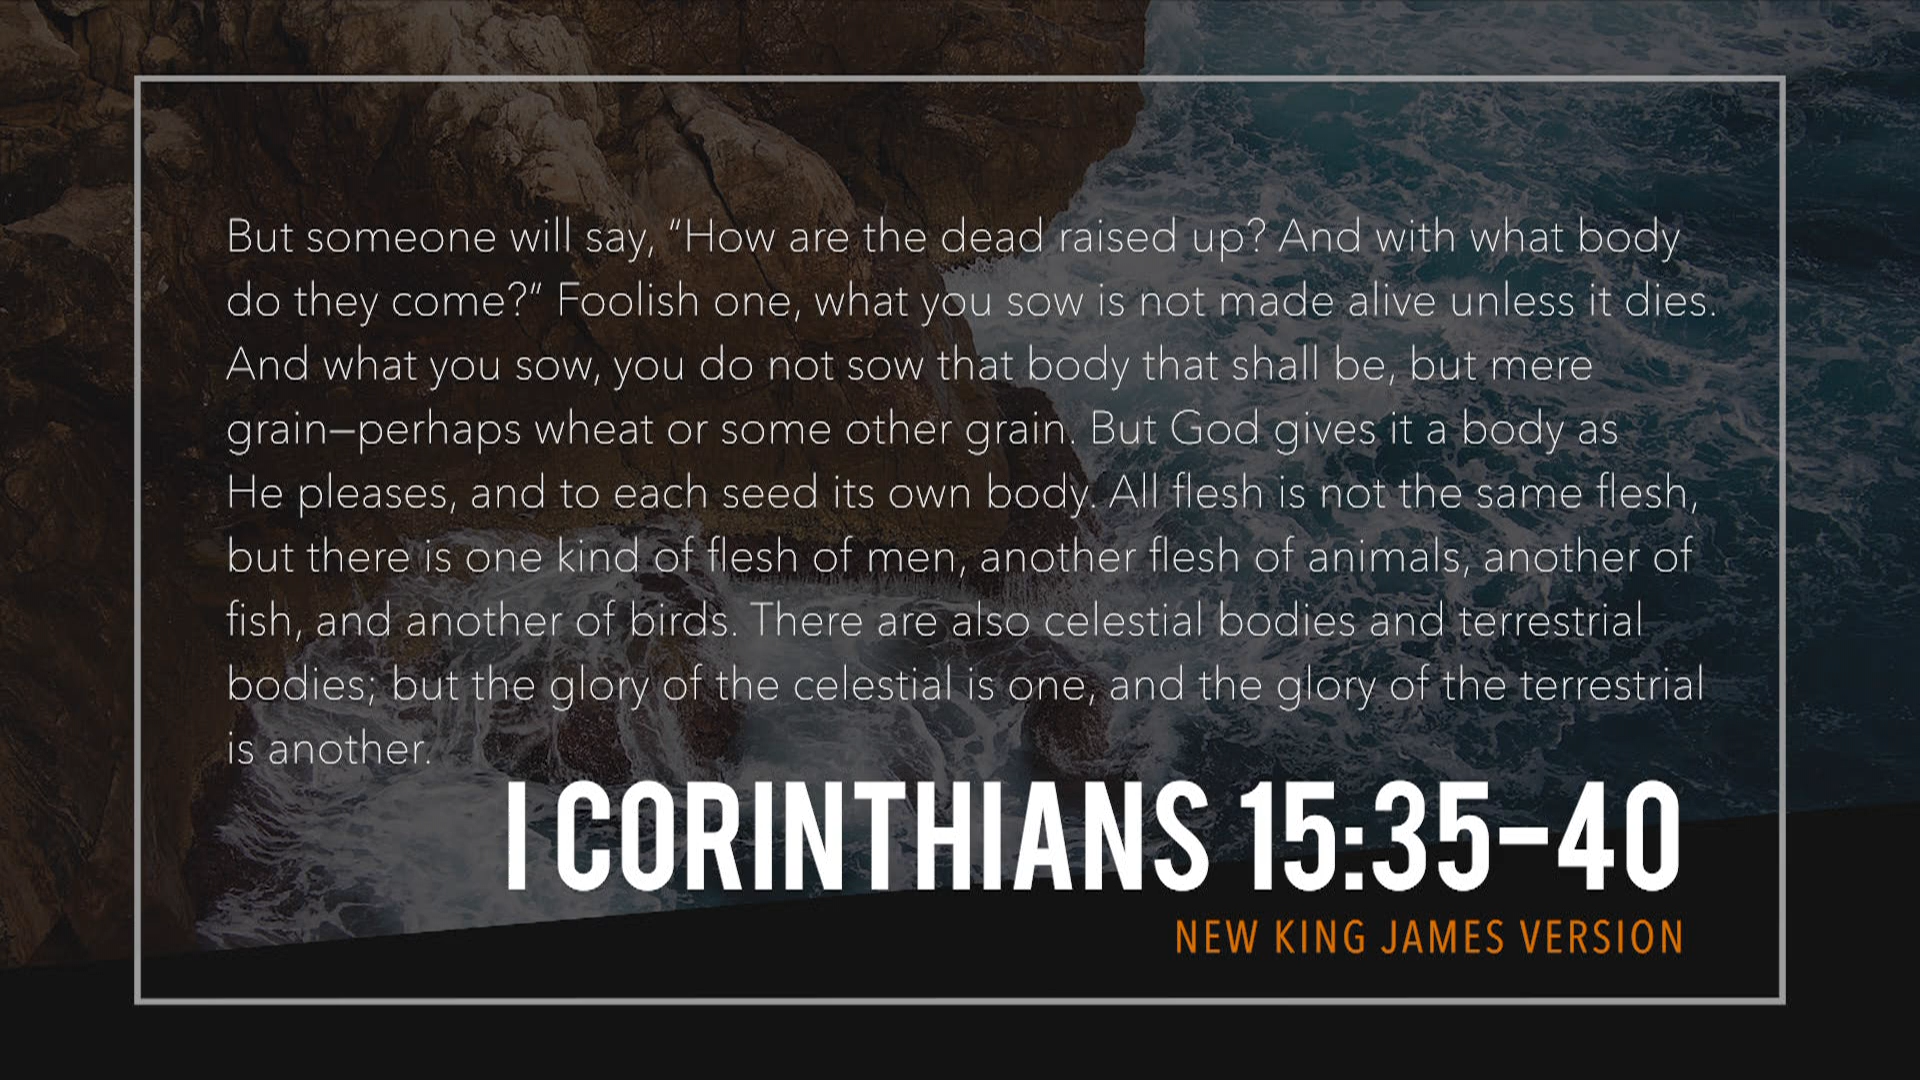 But someone will say, “How are the dead raised up? And with what body
do they come?” Foolish one, what you sow is not made alive unless it dies.
And what you sow, you do not sow that body that shall be, but mere
grain—perhaps wheat or some other grain. But God gives it a body as
He pleases, and to each seed its own body. All flesh is not the same flesh,
but there is one kind of flesh of men, another flesh of animals, another of
fish, and another of birds. There are also celestial bodies and terrestrial
bodies; but the glory of the celestial is one, and the glory of the terrestrial
is another.
I CORINTHIANS 15:35–40
NEW KING JAMES VERSION